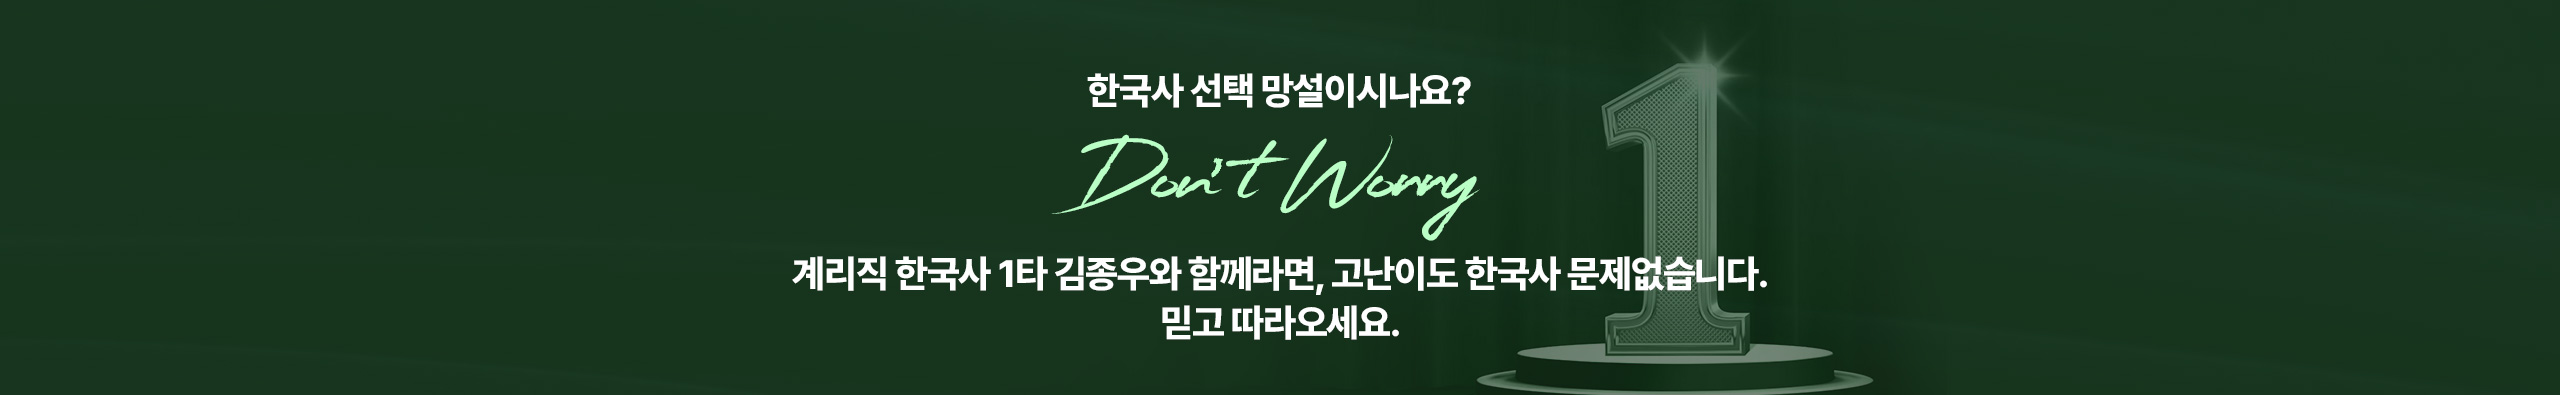 한국사 선택 망설이시나요?
Don't Worry
계리직 한국사 1타 김종우와 함께라면, 고난이도 한국사 문제없습니다.
믿고 따라오세요.
1